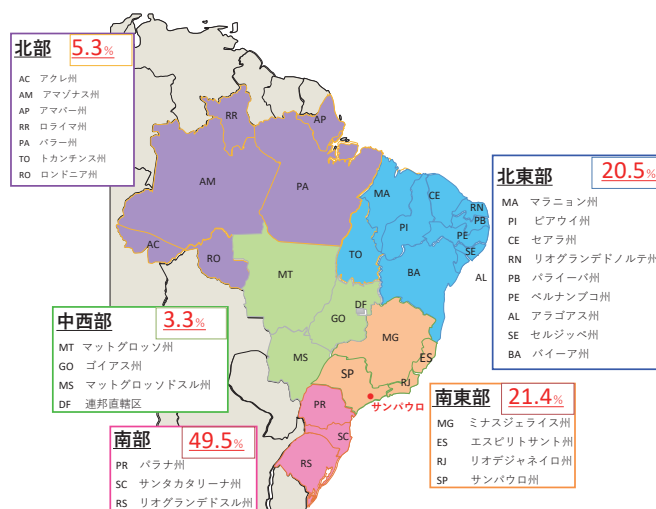 北部 5.3%
AC アクレ州
AM アマゾナス州
AP アマパー州
RR ロライマ州
PA パラー州
TO トカンチンス州
RO ロンドニア州
北東部 20.5%
MA マラニョン州
PI ピアウイ州
CE セアラ州
RN リオグランデドノルテ州
PB パライーバ州
PE ペルナンブコ州
AL アラゴアス州
SE セルジッペ州
BA バイーア州
中西部 3.3%
MT マットグロッソ州
GO ゴイアス州
MS マットグロッソドスル州
DF 連邦直轄区
南東部 21.4%
MG ミナスジェライス州
ES エスピリトサント州
RJ リオデジャネイロ州
SP サンパウロ州
南部 49.5%
PR パラナ州
SC サンタカタリーナ州
RS リオグランデドスル州
RR
AP
AM
PA
AC
RO
MA
CE
RN
PB
PI
PE
SE
AL
TO
BA
MT
DF
GO
MG
MS
ES
SP
RJ
サンパウロ
PR
SC
RS